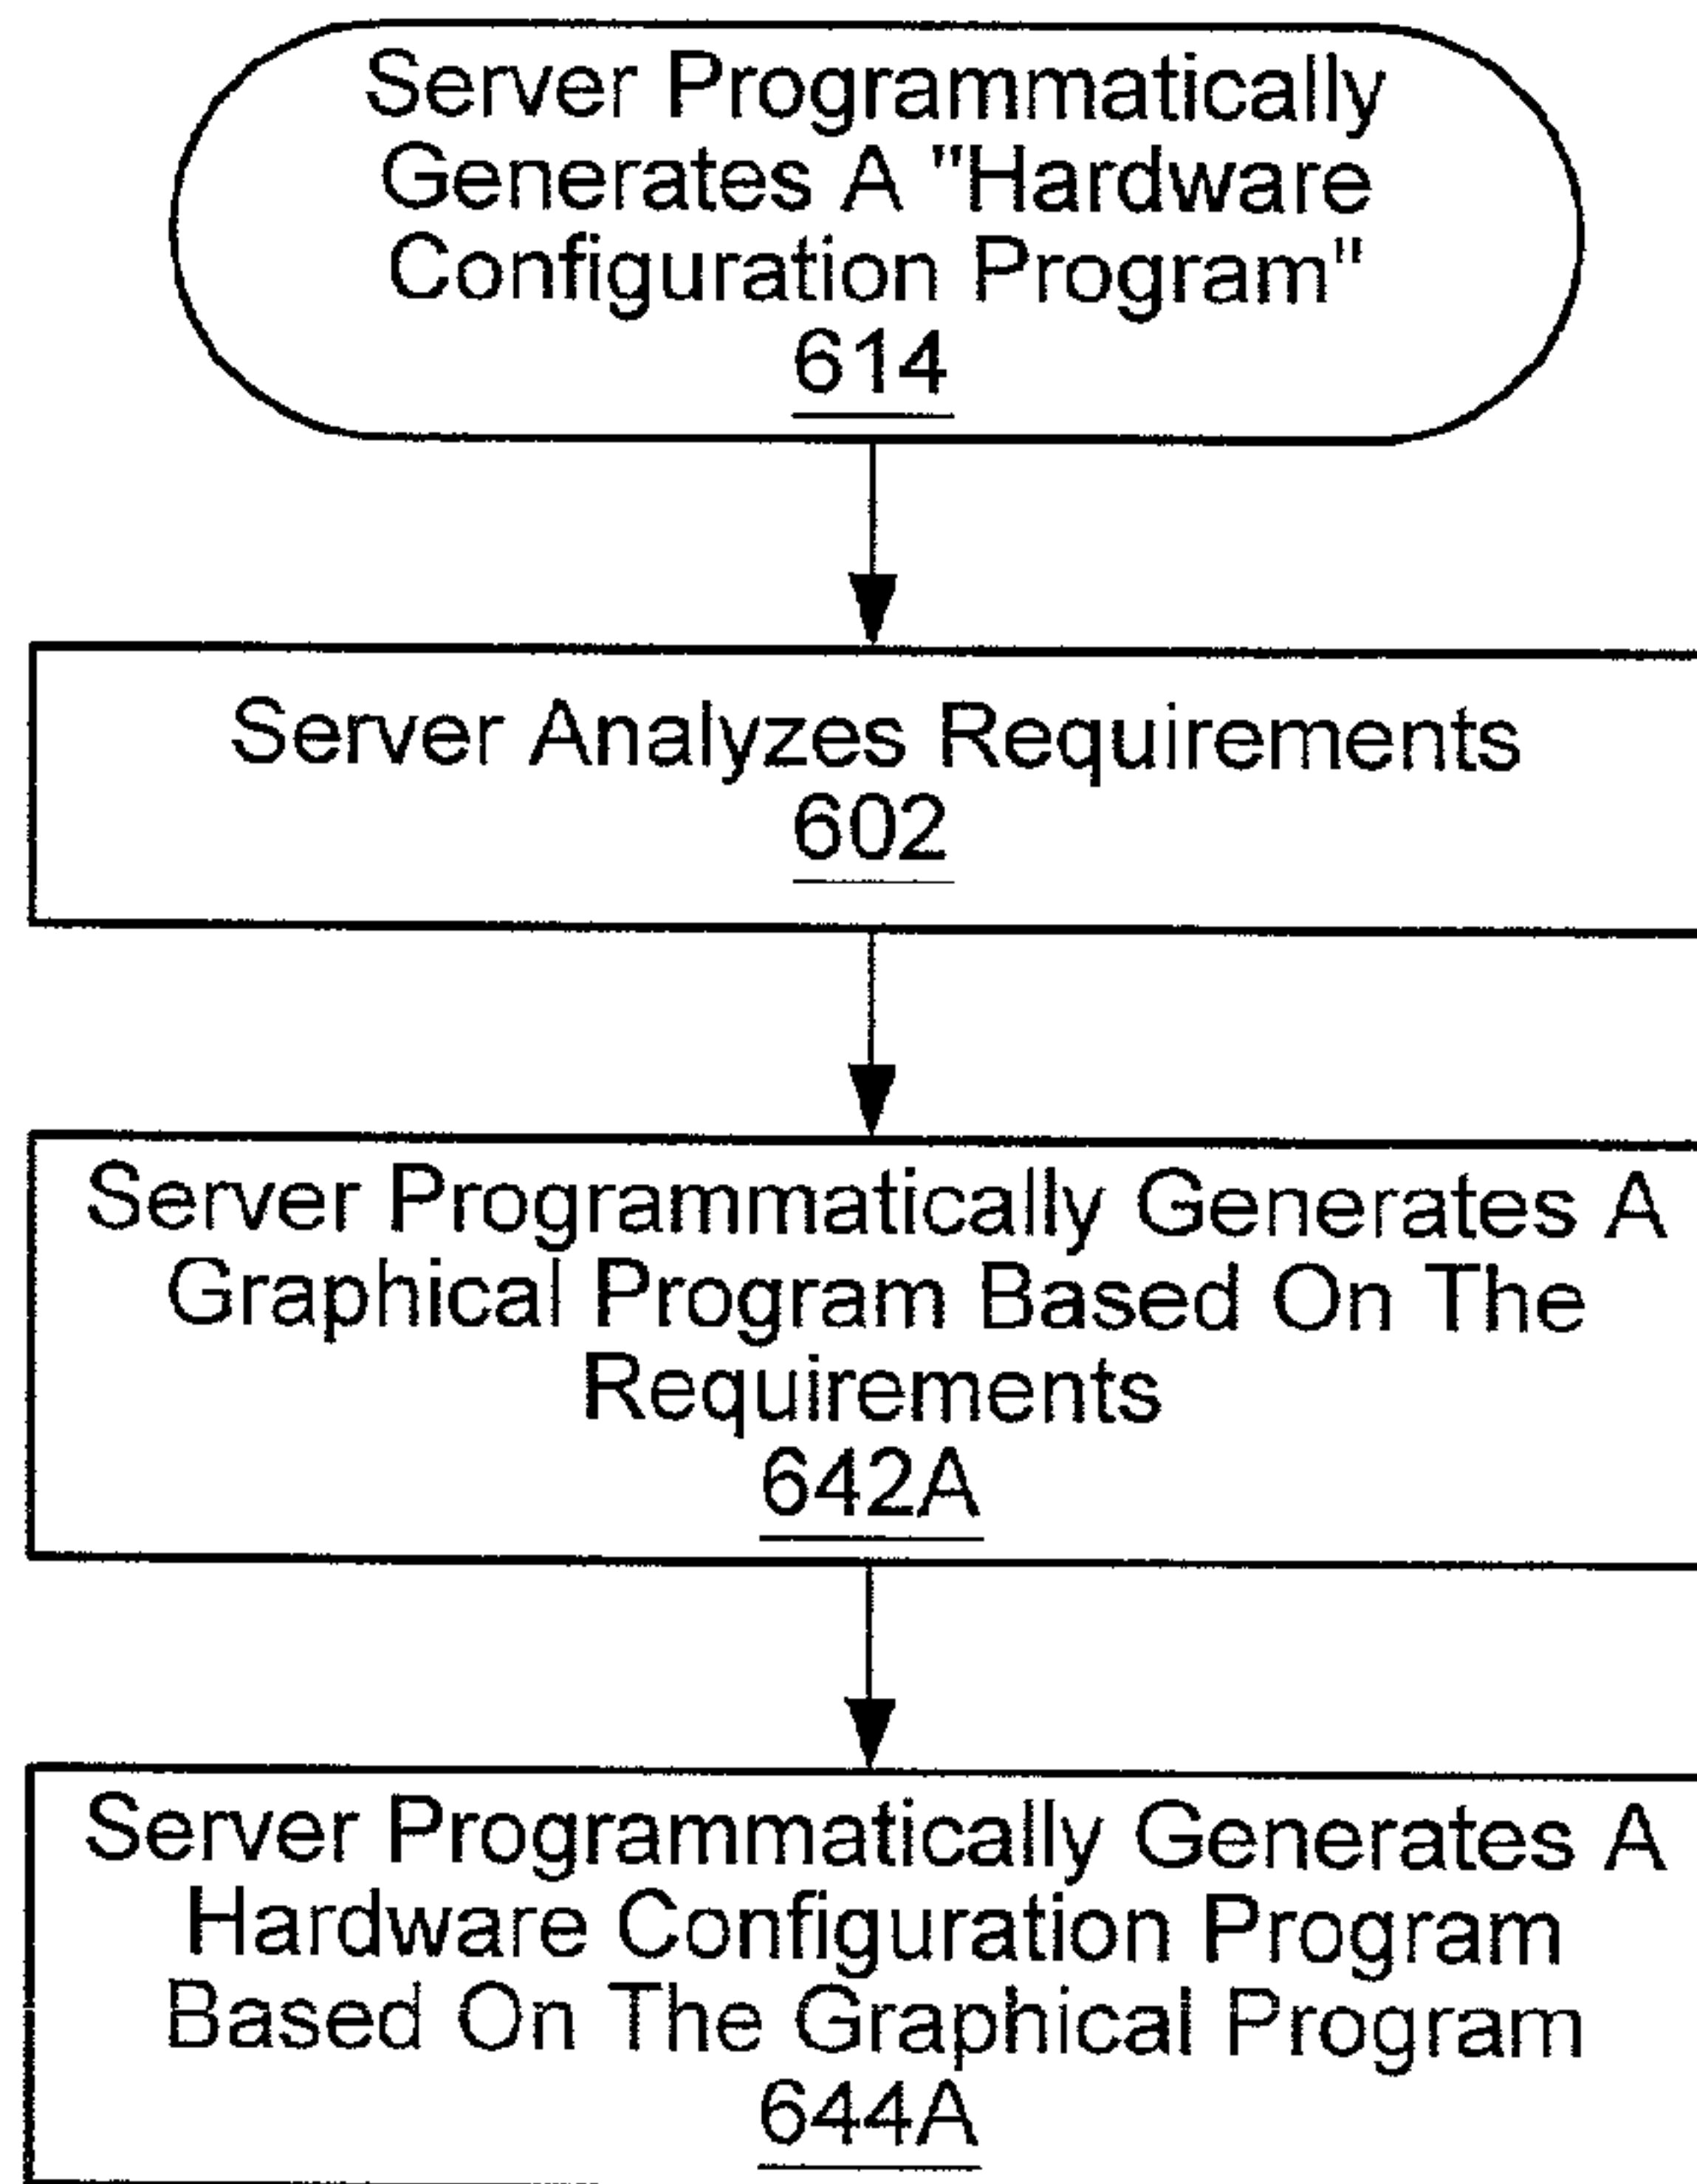 Server Programmatically
Generates A "Hardware
Configuration Program"
614
Server Analyzes Requirements
602
Server Programmatically Generates A
Graphical Program Based On The
Requirements
642A
Server Programmatically Generates A
Hardware Configuration Program
Based On The Graphical Program
644A